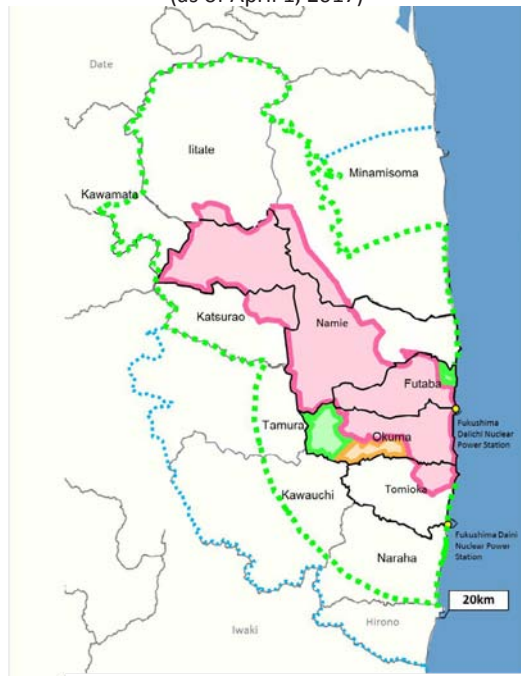 (as of April 1, 2017)
Date
Iitate
Minamisoma
Kawamata
Katsurao
Namie
Futaba
Fukushima
Daiichi Nuclear
Power Station
Tamura
Okuma
Kawauchi
Tomioka
Fukushima Daini
Nuclear Power
Station
Naraha
20km
Iwaki
Hirono